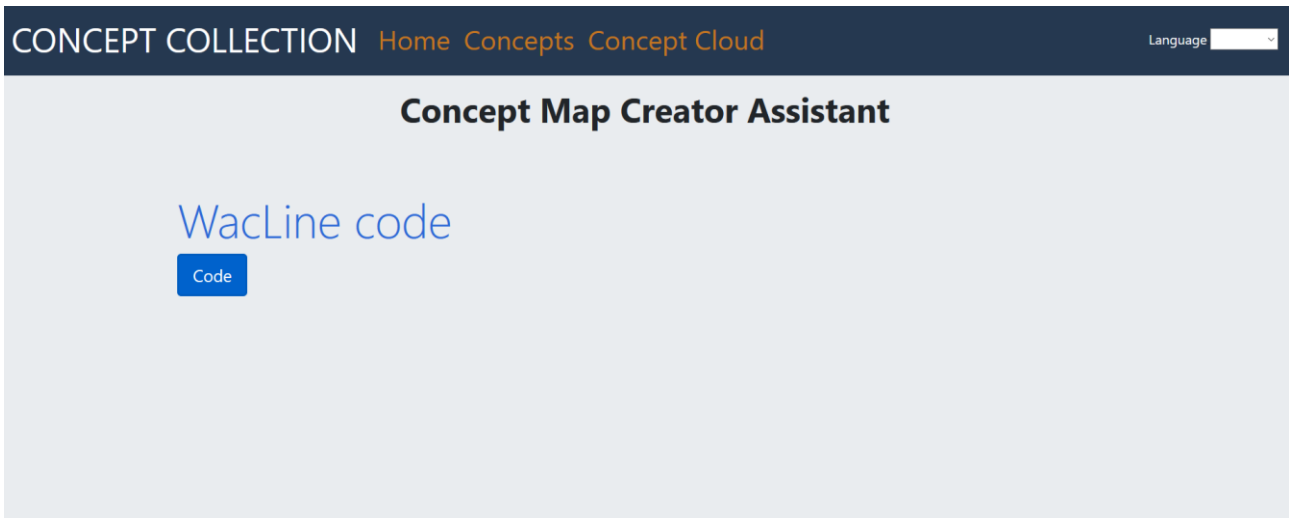 CONCEPT COLLECTION Home Concepts Concept Cloud Language
Concept Map Creator Assistant
WacLine code
Code